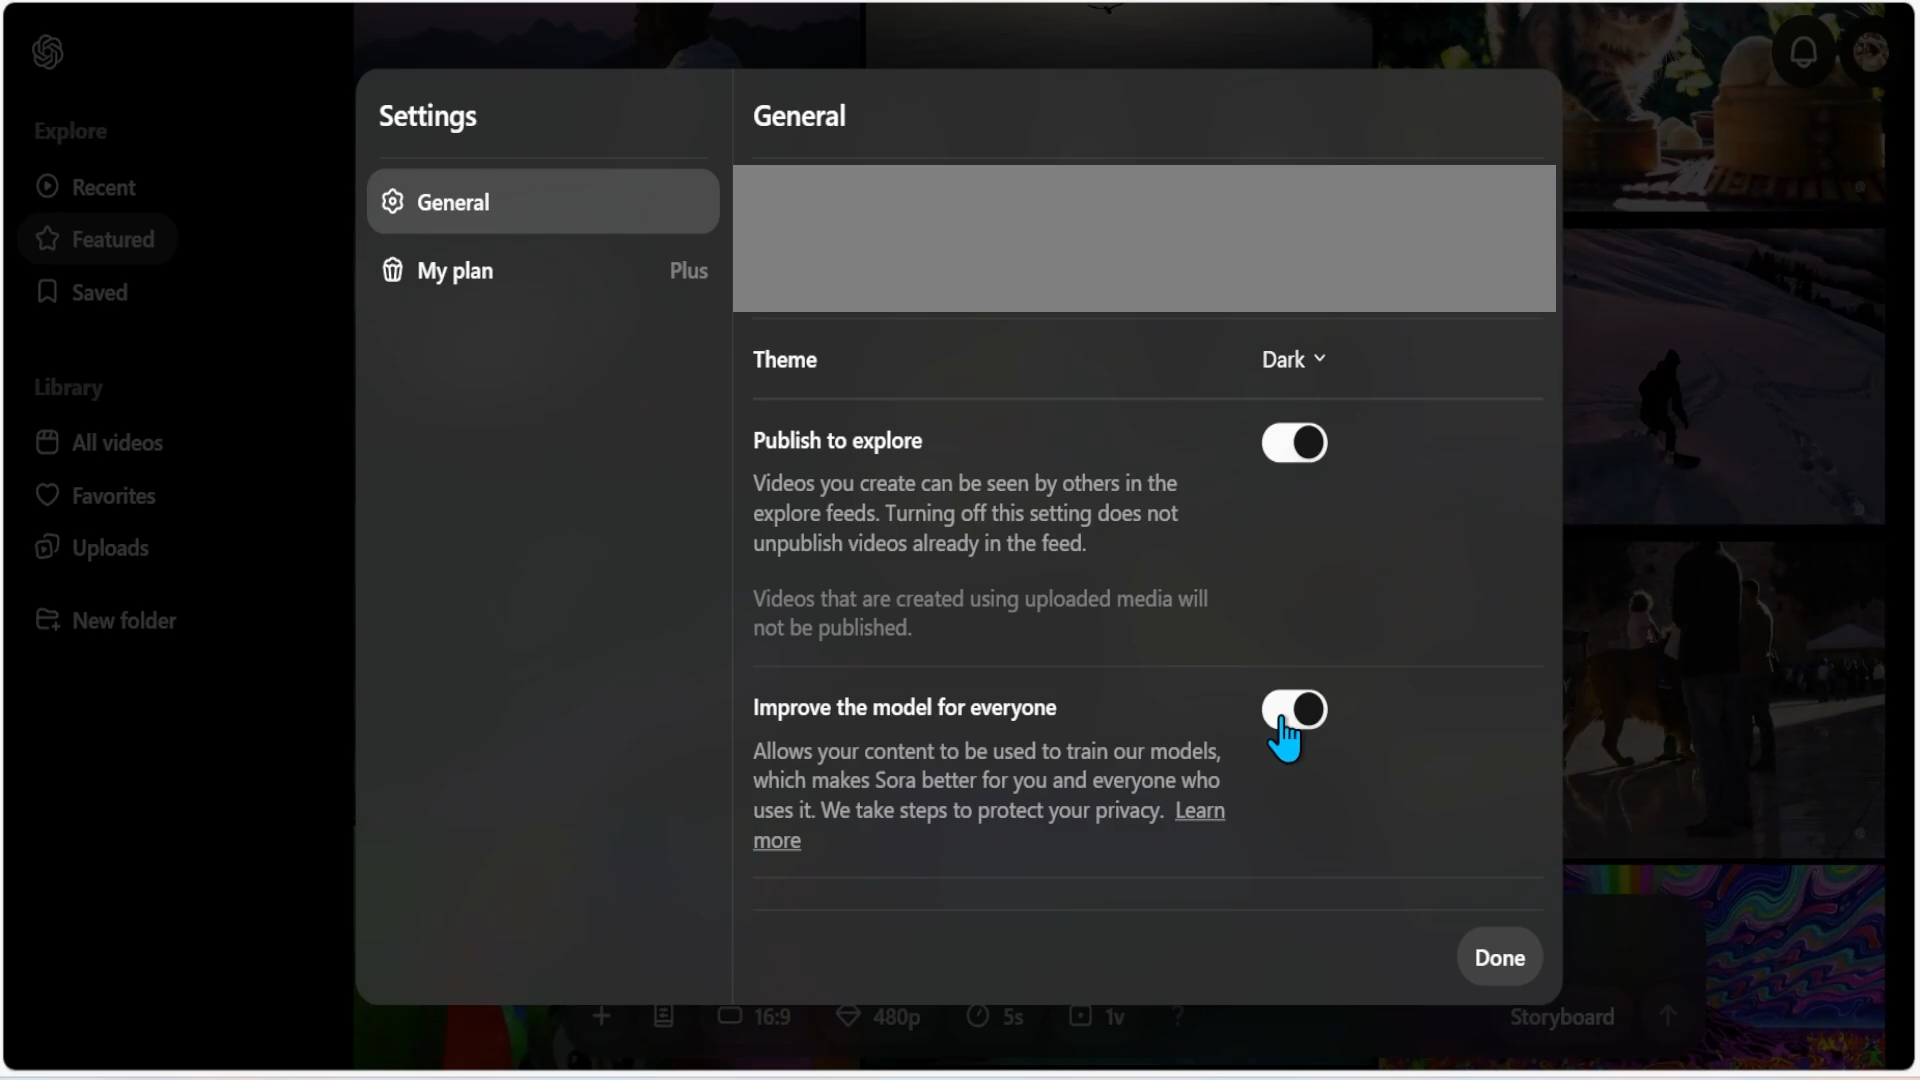 Explore
Recent
Featured
Saved
Library
All videos
Favorites
Uploads
New folder
Settings
General
My plan Plus
General
Theme Dark
Publish to explore
Videos you create can be seen by others in the
explore feeds. Turning off this setting does not
unpublish videos already in the feed.
Videos that are created using uploaded media will
not be published.
Improve the model for everyone
Allows your content to be used to train our models,
which makes Sora better for you and everyone who
uses it. We take steps to protect your privacy. Learn
more
Done
+ 16:9 480p 5s 1v ? Storyboard